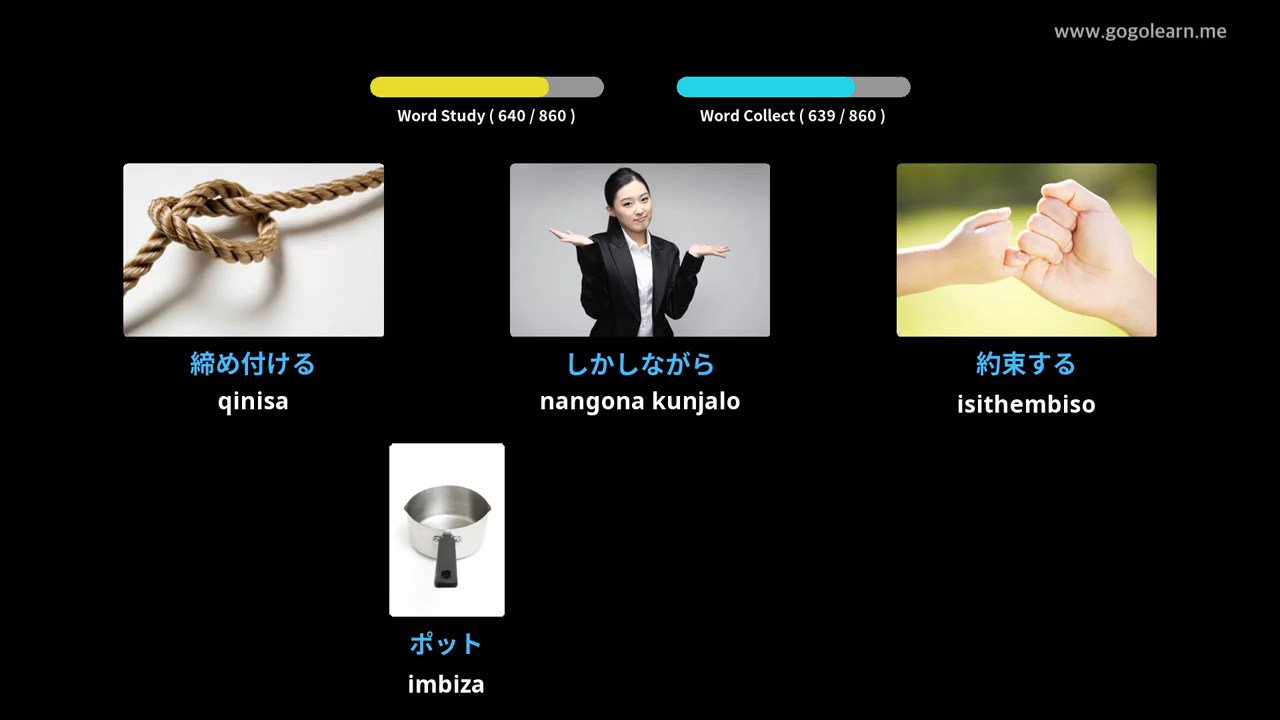 www.gogolearn.me
Word Study ( 640 / 860 )
Word Collect ( 639 / 860 )
締め付ける
qinisa
しかしながら
nangona kunjalo
約束する
isithembiso
ポット
imbiza